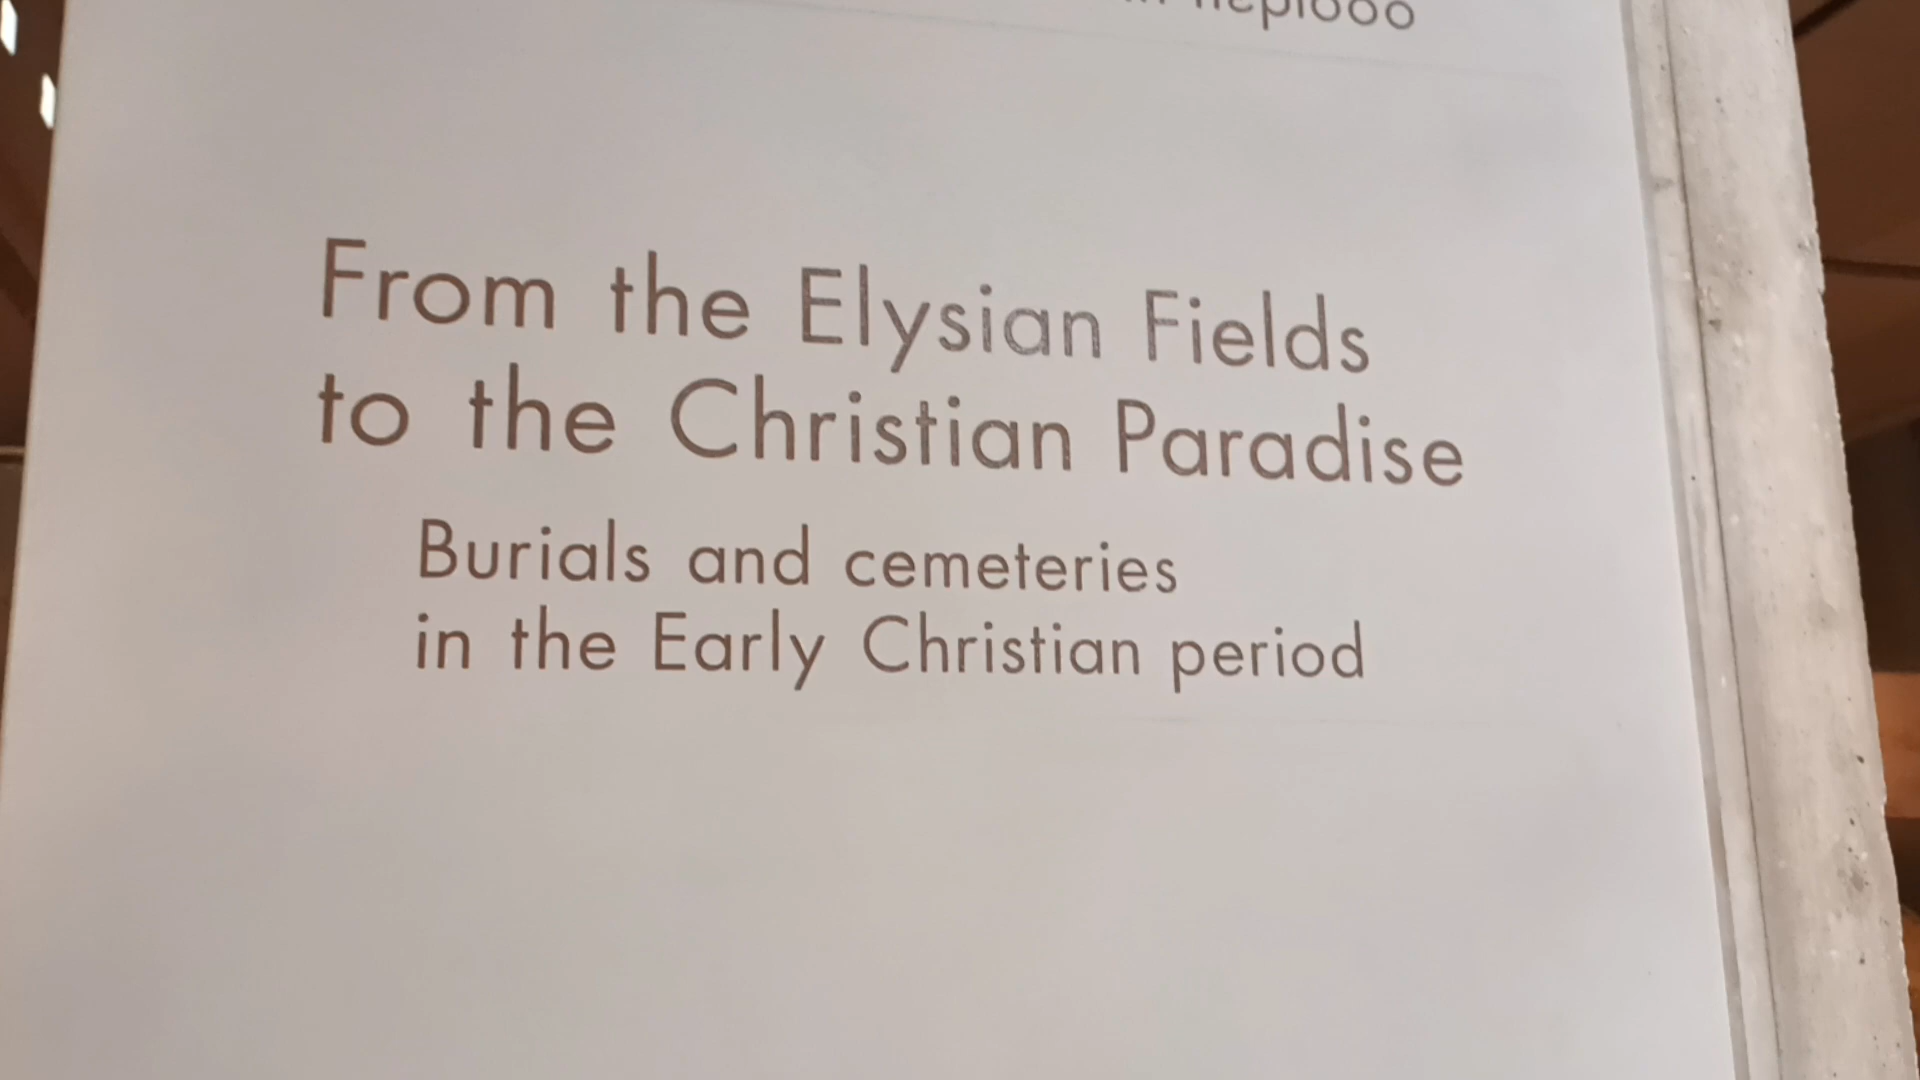 From the Elysian Fields
to the Christian Paradise
Burials and cemeteries
in the Early Christian period